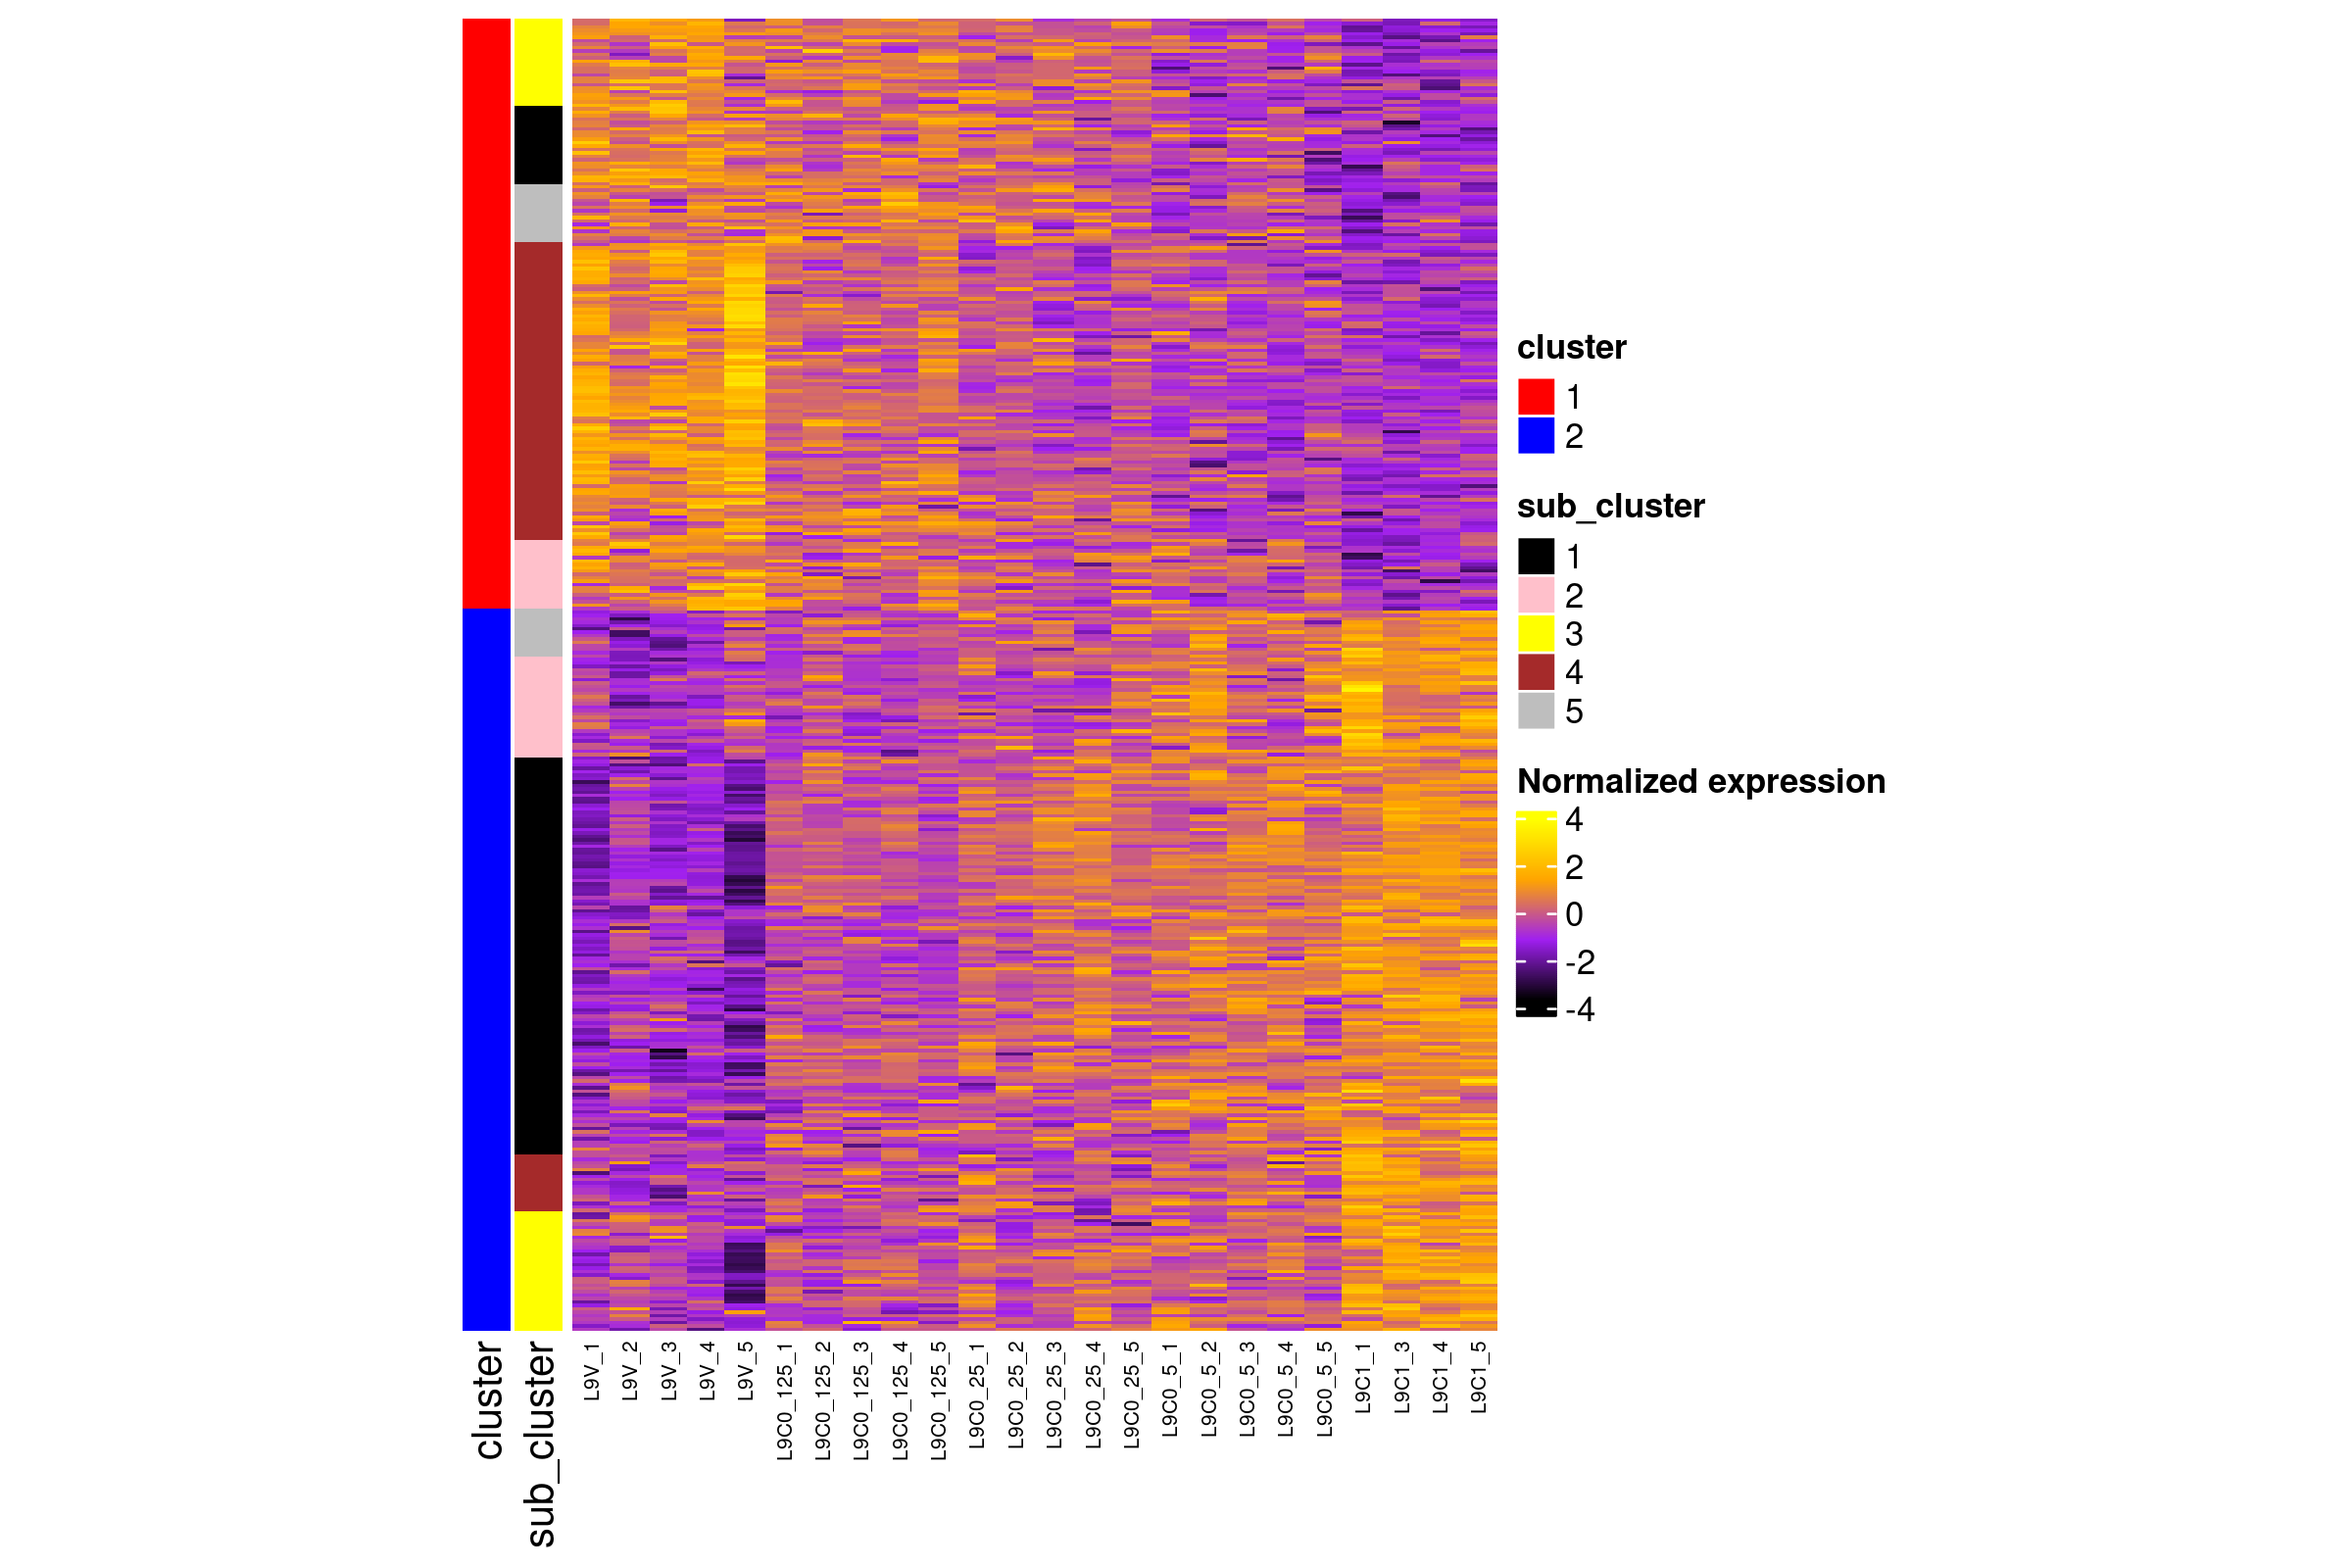 cluster
1
2
sub_cluster
1
2
3
4
5
Normalized expression
4
2
0
-2
-4
cluster
sub_cluster
L9V_1
L9V_2
L9V_3
L9V_4
L9V_5
L9C0_125_1
L9C0_125_2
L9C0_125_3
L9C0_125_4
L9C0_125_5
L9C0_25_1
L9C0_25_2
L9C0_25_3
L9C0_25_4
L9C0_25_5
L9C0_5_1
L9C0_5_2
L9C0_5_3
L9C0_5_4
L9C0_5_5
L9C1_1
L9C1_3
L9C1_4
L9C1_5